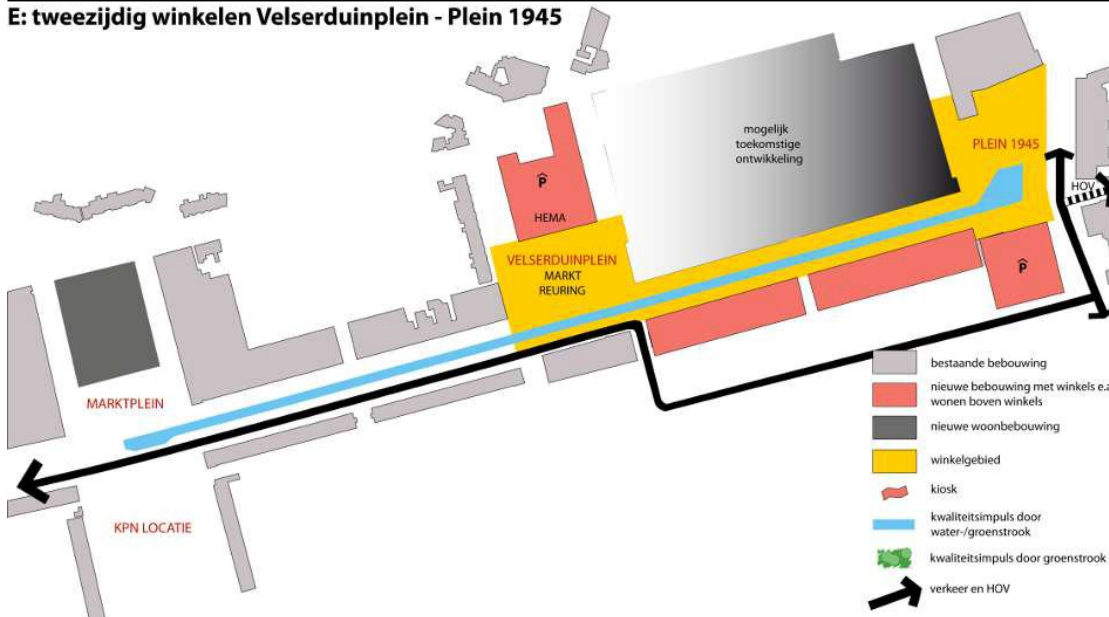 E: tweezijdig winkelen Velserduinplein - Plein 1945
mogelijk
toekomstige
ontwikkeling
PLEIN 1945
HOV
P
HEMA
VELSERDUINPLEIN
MARKT
REURING
P
MARKTPLEIN
KPN LOCATIE
bestaande bebouwing
nieuwe bebouwing met winkels e.a
wonen boven winkels
nieuwe woonbebouwing
winkelgebied
kiosk
kwaliteitsimpuls door
water-/groenstrook
kwaliteitsimpuls door groenstrook
verkeer en HOV